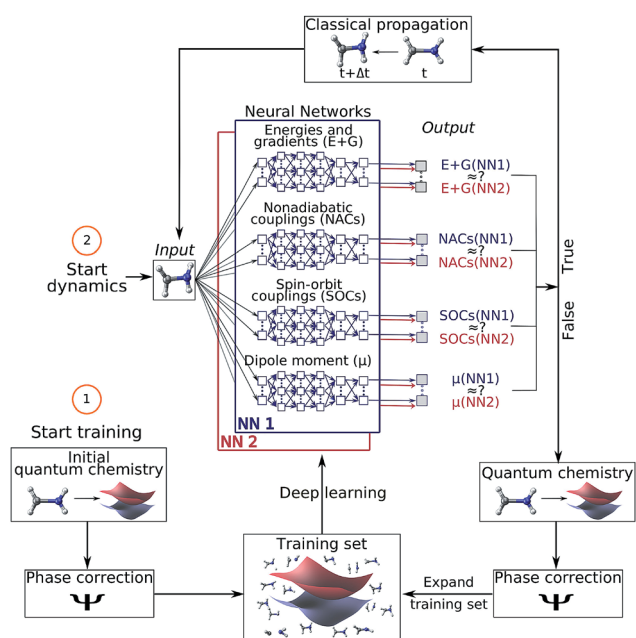 Classical propagation
t+Δt
t
Neural Networks
Output
Energies and
gradients (E+G)
E+G(NN1)
≈?
E+G(NN2)
Nonadiabatic
couplings (NACs)
NACs(NN1)
≈?
NACs(NN2)
2
Start
dynamics
Input
True
False
Spin-orbit
couplings (SOCs)
SOCs(NN1)
≈?
SOCs(NN2)
Dipole moment (μ)
μ(NN1)
≈?
μ(NN2)
NN 1
NN 2
1
Start training
Initial
quantum chemistry
Quantum chemistry
Deep learning
Training set
Phase correction
Ψ
Expand
training set
Phase correction
Ψ